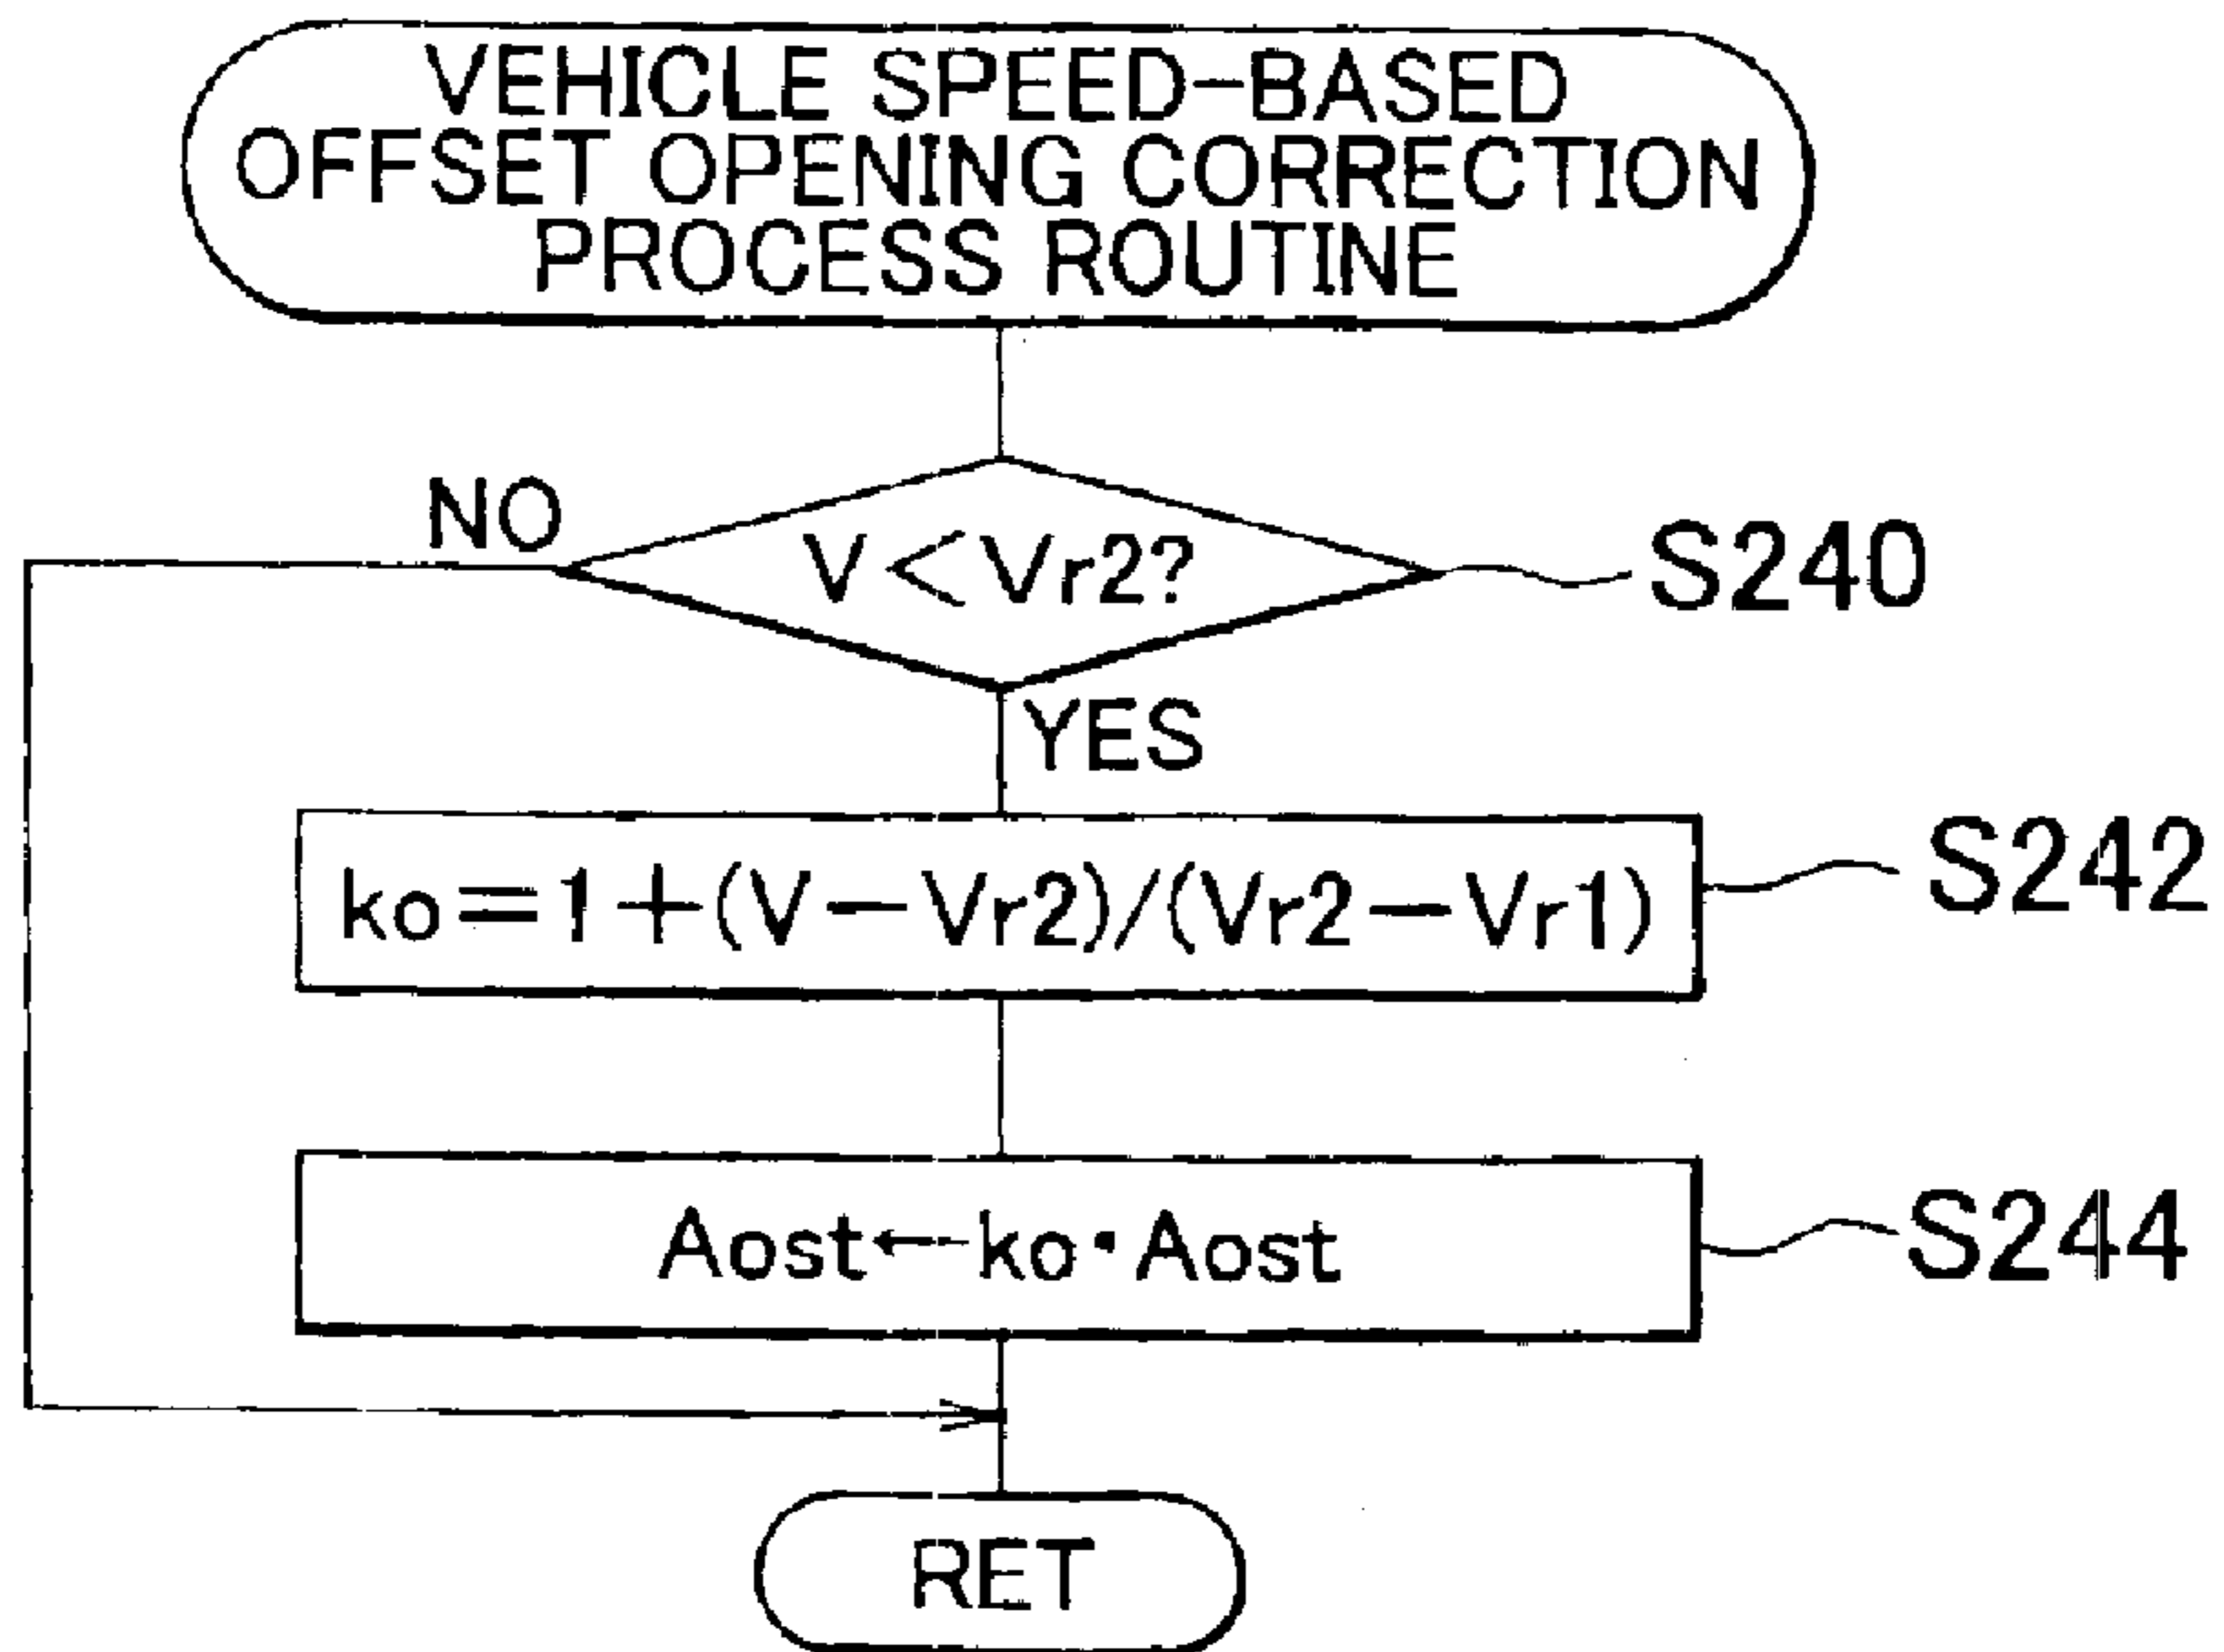 VEHICLE SPEED-BASED
OFFSET OPENING CORRECTION
PROCESS ROUTINE
NO
V<Vr2?
S240
YES
ko=1+(V-Vr2)/(Vr2-Vr1)
S242
Aost←ko·Aost
S244
RET